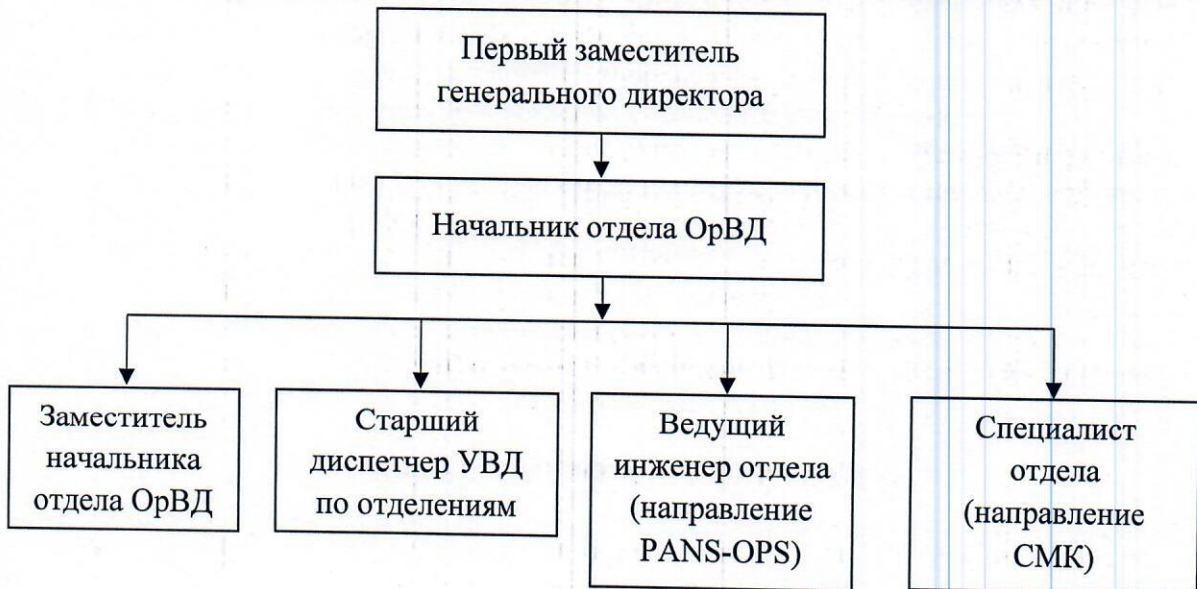 Первый заместитель
генерального директора
Начальник отдела ОрВД
Заместитель
начальника
отдела ОрВД
Старший
диспетчер УВД
по отделениям
Ведущий
инженер отдела
(направление
PANS-OPS)
Специалист
отдела
(направление
СМК)